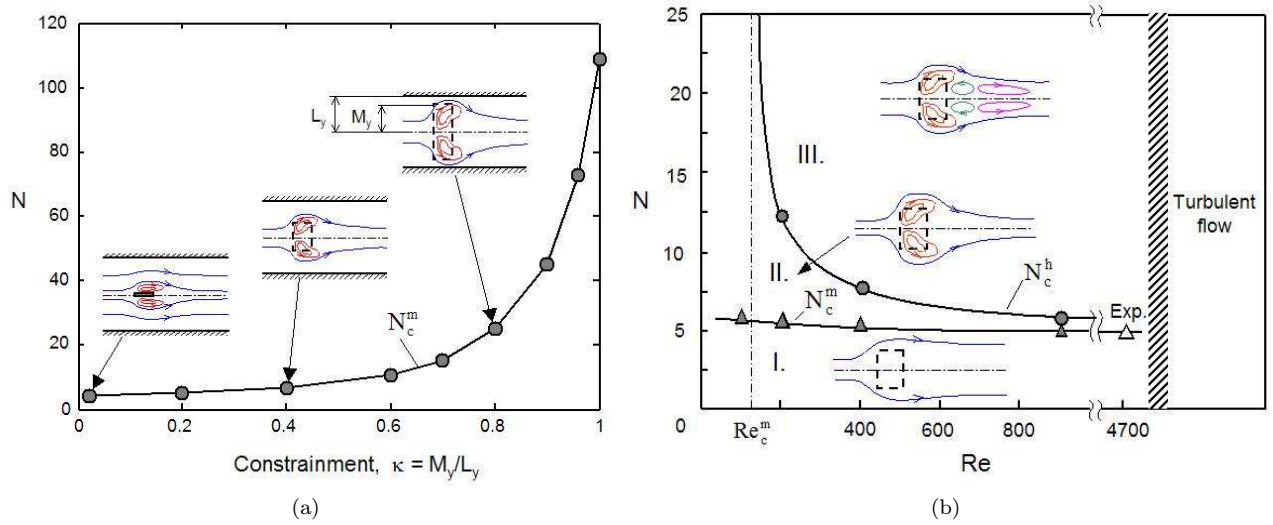 120
100
80
60
40
20
0
N
0
0.2
0.4
0.6
0.8
1
L_y
M_y
N_c^m
Constrainment, κ = M_y/L_y
(a)
25
20
15
10
5
0
N
III.
II.
I.
N_c^h
N_c^m
Exp.
Turbulent
flow
Re_c^m
400
600
800
4700
Re
(b)